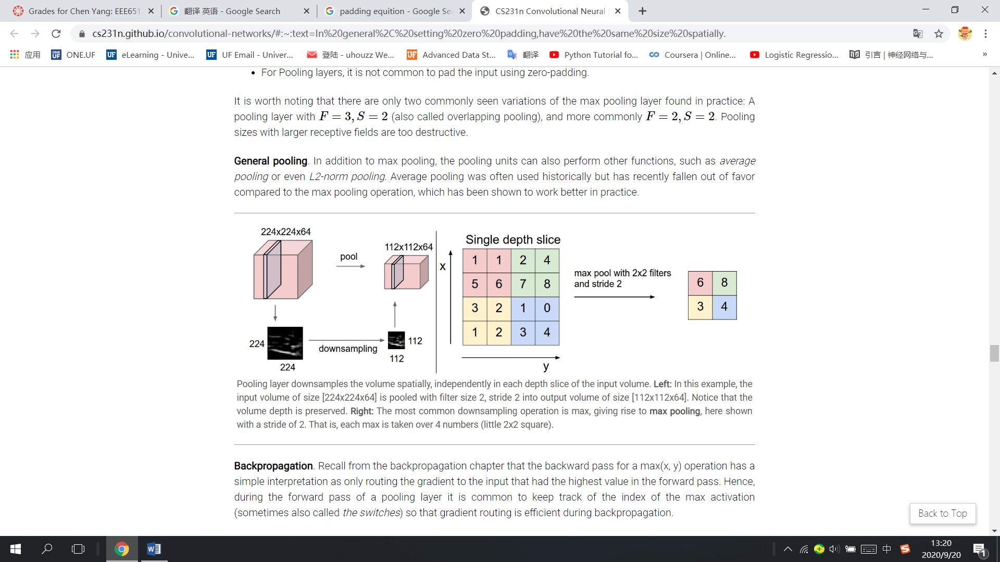 Grades for Chen Yang: EEE651
翻译 英语 - Google Search
padding equition - Google Sea
CS231n Convolutional Neural
cs231n.github.io/convolutional-networks/#:~:text=In%20general%2C%20setting%20zero%20padding,have%20the%20same%20size%20spatially.
应用
ONE.UF
eLearning - Unive...
UF Email - Univer...
登陆 - uhouzz We...
Advanced Data St...
翻译
Python Tutorial fo...
Coursera | Online...
Logistic Regressio...
引言 | 神经网络与...
»
• For Pooling layers, it is not common to pad the input using zero-padding.
It is worth noting that there are only two commonly seen variations of the max pooling layer found in practice: A
pooling layer with F = 3, S = 2 (also called overlapping pooling), and more commonly F = 2, S = 2. Pooling
sizes with larger receptive fields are too destructive.
General pooling. In addition to max pooling, the pooling units can also perform other functions, such as average
pooling or even L2-norm pooling. Average pooling was often used historically but has recently fallen out of favor
compared to the max pooling operation, which has been shown to work better in practice.
224x224x64
pool
112x112x64
224
224
downsampling
112
112
Single depth slice
x
1 1 2 4
5 6 7 8
3 2 1 0
1 2 3 4
y
max pool with 2x2 filters
and stride 2
6 8
3 4
Pooling layer downsamples the volume spatially, independently in each depth slice of the input volume. Left: In this example, the
input volume of size [224x224x64] is pooled with filter size 2, stride 2 into output volume of size [112x112x64]. Notice that the
volume depth is preserved. Right: The most common downsampling operation is max, giving rise to max pooling, here shown
with a stride of 2. That is, each max is taken over 4 numbers (little 2x2 square).
Backpropagation. Recall from the backpropagation chapter that the backward pass for a max(x, y) operation has a
simple interpretation as only routing the gradient to the input that had the highest value in the forward pass. Hence,
during the forward pass of a pooling layer it is common to keep track of the index of the max activation
(sometimes also called the switches) so that gradient routing is efficient during backpropagation.
Back to Top
中
13:20
2020/9/20
1